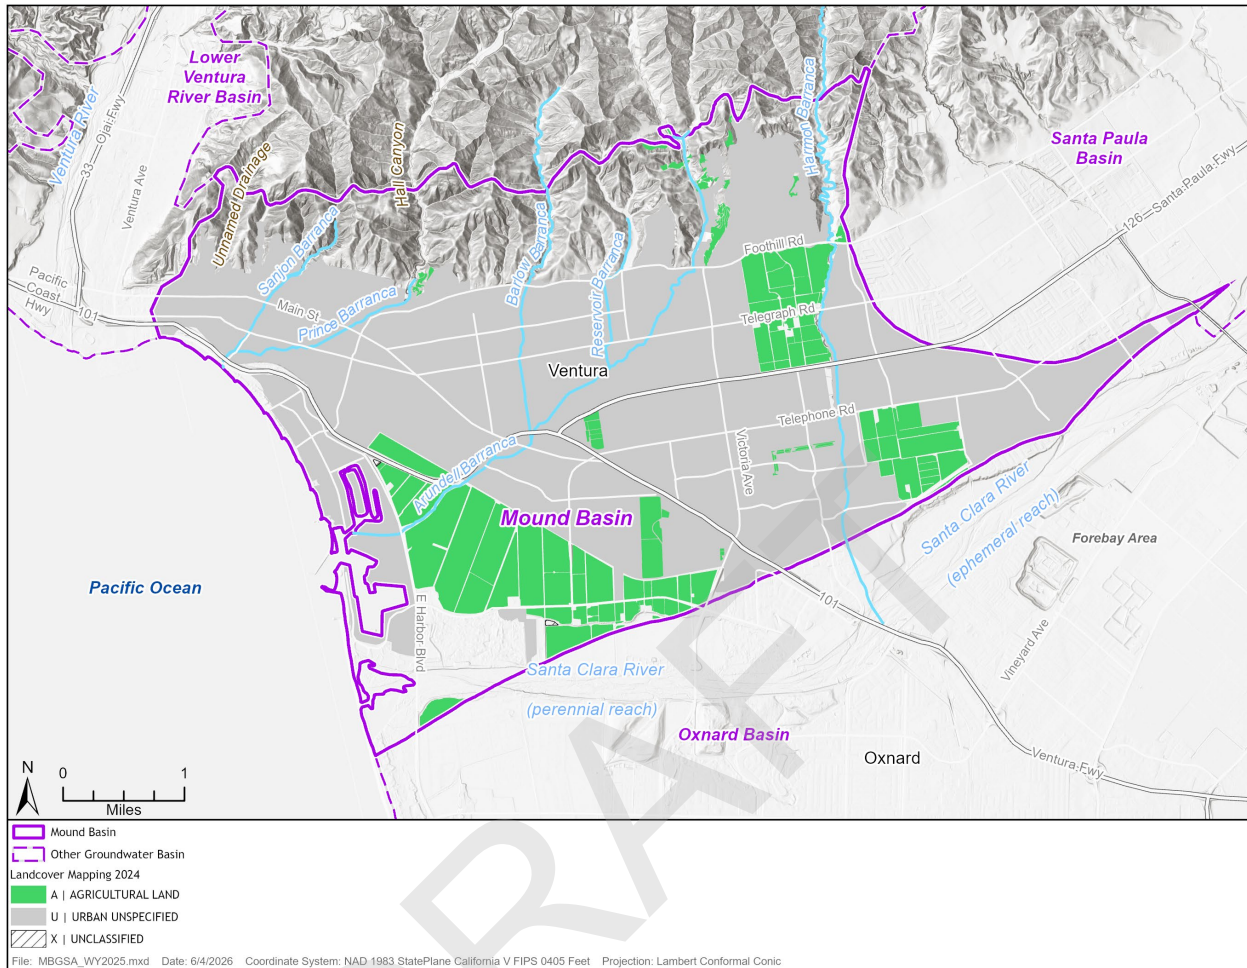 Lower
Ventura
River Basin
Ventura River
33
Ojai Fwy
Ventura Ave
Unnamed Drainage
Hall Canyon
Harmon Barranca
Santa Paula
Basin
126
Santa Paula Fwy
Pacific
Coast
Hwy
101
Sanjon Barranca
Main St
Prince Barranca
Barlow Barranca
Reservoir Barranca
Foothill Rd
Telegraph Rd
Ventura
Telephone Rd
Victoria Ave
Arundell Barranca
Mound Basin
Santa Clara River
(ephemeral reach)
Forebay Area
Pacific Ocean
E Harbor Blvd
101
Vineyard Ave
Santa Clara River
(perennial reach)
Oxnard Basin
Oxnard
Ventura Fwy
N
0 1
Miles
DRAFT
Mound Basin
Other Groundwater Basin
Landcover Mapping 2024
A | AGRICULTURAL LAND
U | URBAN UNSPECIFIED
X | UNCLASSIFIED
File: MBGSA_WY2025.mxd Date: 6/4/2026 Coordinate System: NAD 1983 StatePlane California V FIPS 0405 Feet Projection: Lambert Conformal Conic